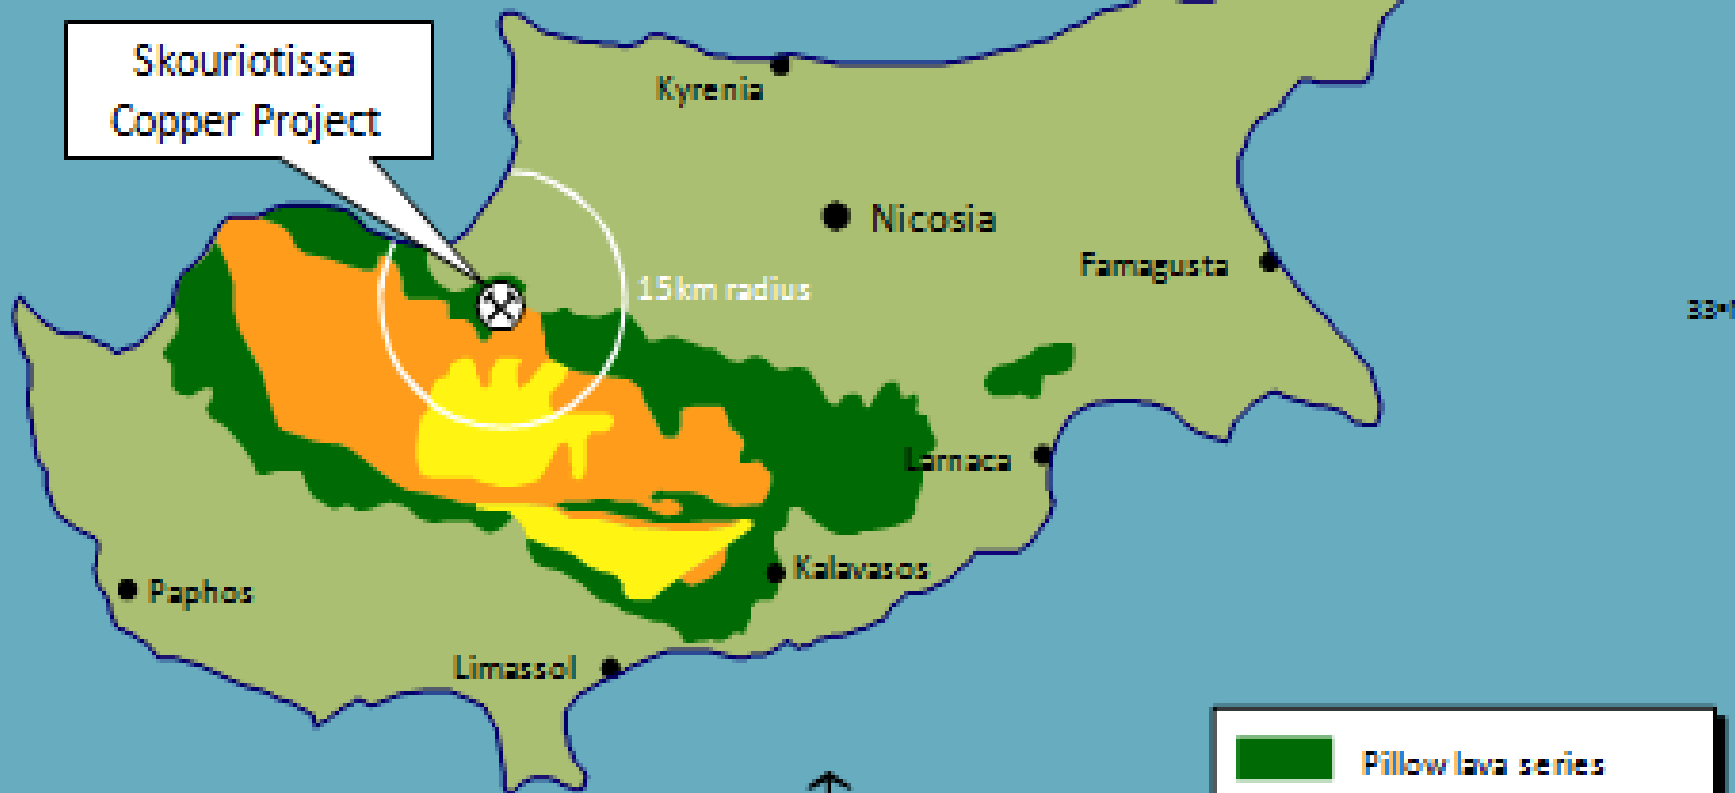 Skouriotissa
Copper Project
Kyrenia
Nicosia
Famagusta
15km radius
Larnaca
Kalavasos
Paphos
Limassol
Pillow lava series